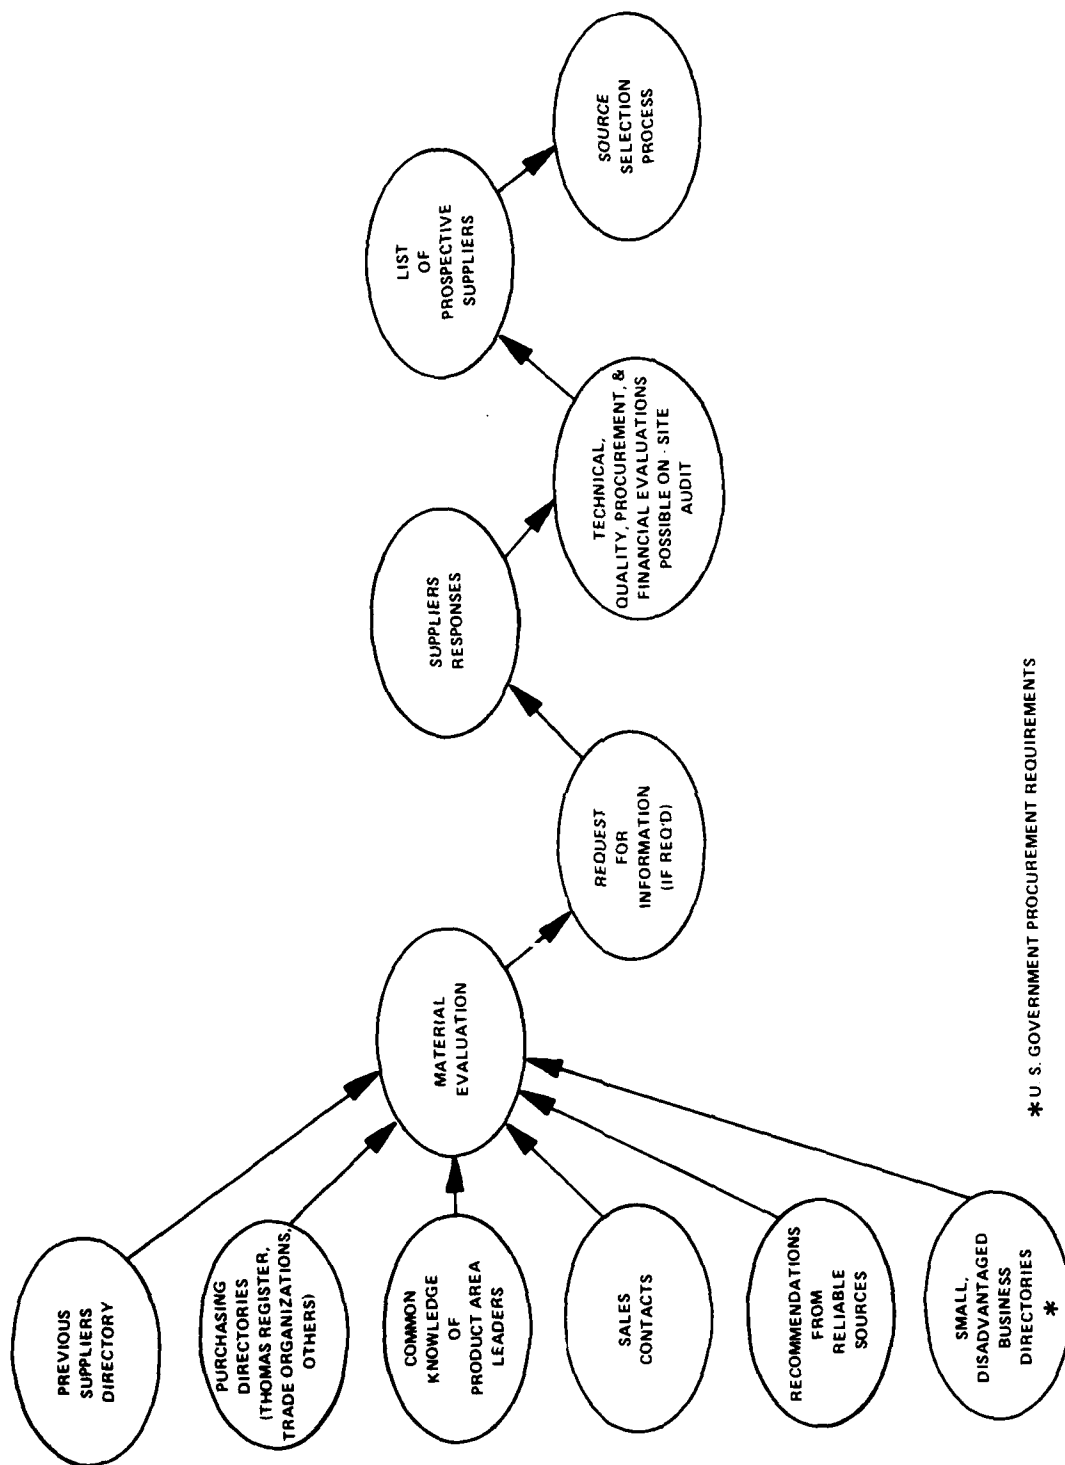 PREVIOUS
SUPPLIERS
DIRECTORY
PURCHASING
DIRECTORIES
(THOMAS REGISTER,
TRADE ORGANIZATIONS,
OTHERS)
COMMON
KNOWLEDGE
OF
PRODUCT AREA
LEADERS
SALES
CONTACTS
RECOMMENDATIONS
FROM
RELIABLE
SOURCES
SMALL,
DISADVANTAGED
BUSINESS
DIRECTORIES
*
MATERIAL
EVALUATION
REQUEST
FOR
INFORMATION
(IF REQ'D)
SUPPLIERS
RESPONSES
TECHNICAL,
QUALITY, PROCUREMENT, &
FINANCIAL EVALUATIONS
POSSIBLE ON - SITE
AUDIT
LIST
OF
PROSPECTIVE
SUPPLIERS
SOURCE
SELECTION
PROCESS
*U S. GOVERNMENT PROCUREMENT REQUIREMENTS